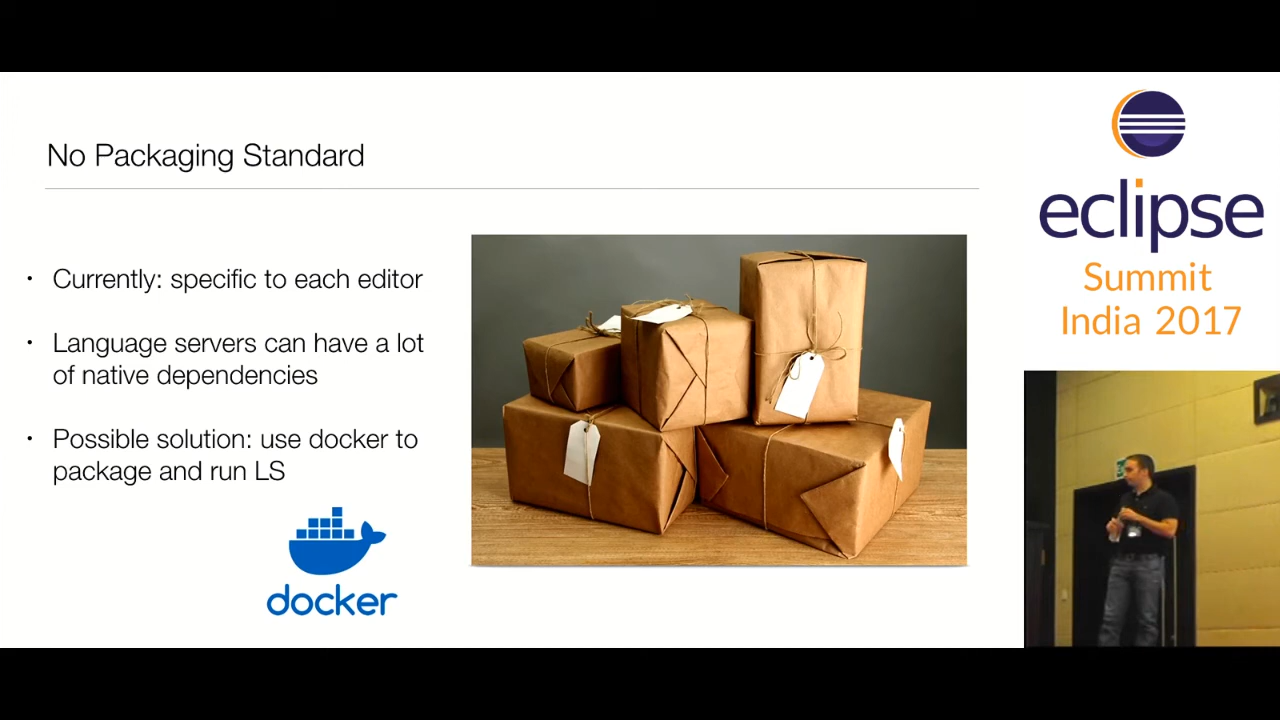 No Packaging Standard
• Currently: specific to each editor
• Language servers can have a lot
of native dependencies
• Possible solution: use docker to
package and run LS
docker
eclipse
Summit
India 2017